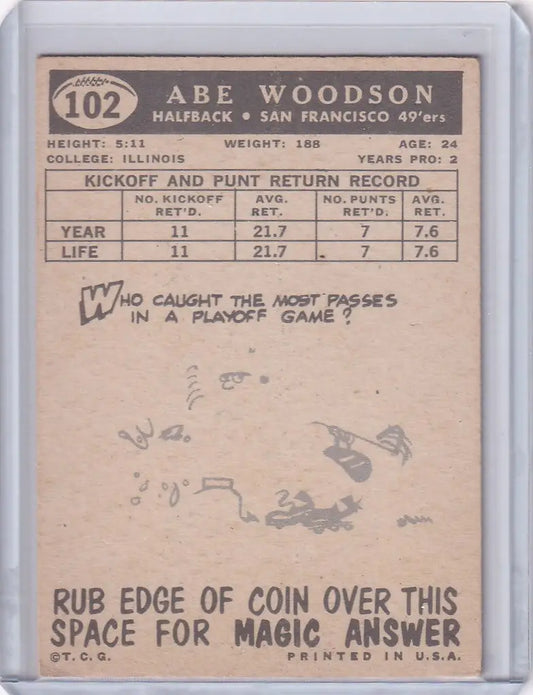 102
ABE WOODSON
HALFBACK • SAN FRANCISCO 49'ers
HEIGHT: 5:11 WEIGHT: 188 AGE: 24
COLLEGE: ILLINOIS YEARS PRO: 2
KICKOFF AND PUNT RETURN RECORD
NO. KICKOFF RET'D. AVG. RET. NO. PUNTS RET'D. AVG. RET.
YEAR 11 21.7 7 7.6
LIFE 11 21.7 7 7.6
WHO CAUGHT THE MOST PASSES
IN A PLAYOFF GAME?
RUB EDGE OF COIN OVER THIS
SPACE FOR MAGIC ANSWER
©T.C.G. PRINTED IN U.S.A.